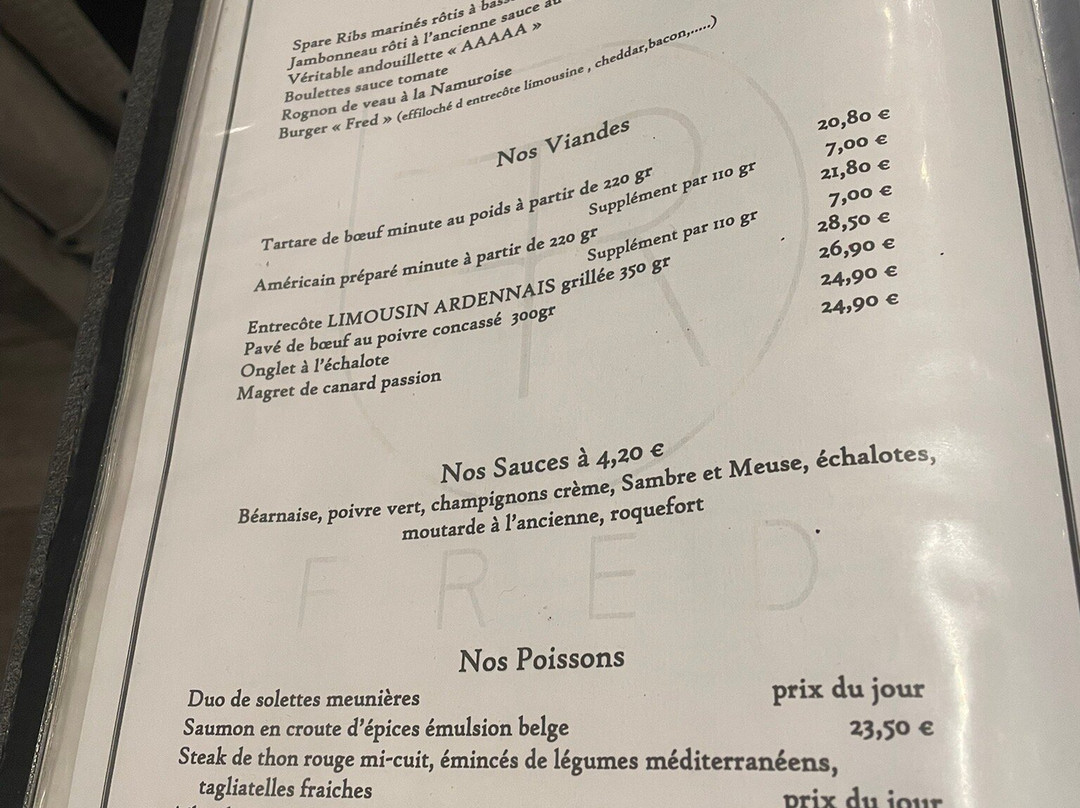 Spare Ribs marinés rôtis à
Jambonneau rôti à l'ancienne sauce au
Véritable andouillette « AAAAA »
Boulettes sauce tomate
Rognon de veau à la Namuroise
Burger « Fred » (effiloché d entrecôte limousine , cheddar,bacon,.....)
Nos Viandes
Tartare de bœuf minute au poids à partir de 220 gr 20,80 €
Supplément par 110 gr 7,00 €
Américain préparé minute à partir de 220 gr 21,80 €
Supplément par 110 gr 7,00 €
Entrecôte LIMOUSIN ARDENNAIS grillée 350 gr 28,50 €
Pavé de bœuf au poivre concassé 300gr 26,90 €
Onglet à l'échalote 24,90 €
Magret de canard passion 24,90 €
Nos Sauces à 4,20 €
Béarnaise, poivre vert, champignons crème, Sambre et Meuse, échalotes,
moutarde à l'ancienne, roquefort
FRED
Nos Poissons
Duo de solettes meunières prix du jour
Saumon en croute d'épices émulsion belge 23,50 €
Steak de thon rouge mi-cuit, émincés de légumes méditerranéens,
tagliatelles fraiches prix du jour